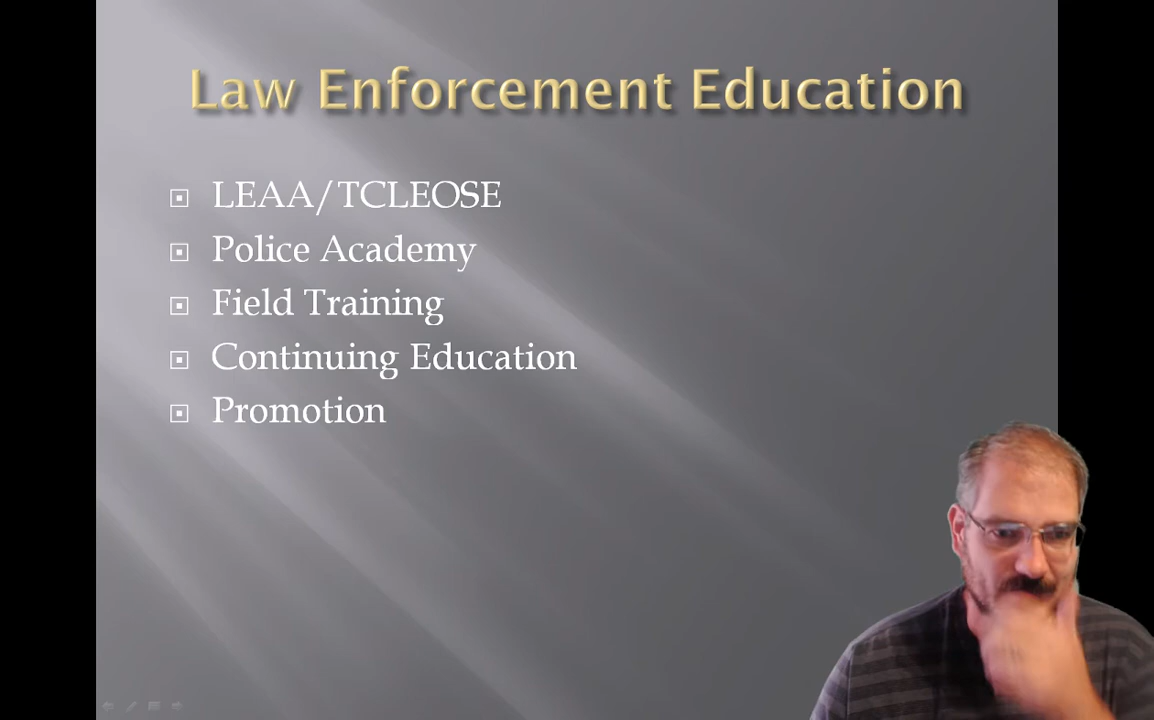 Law Enforcement Education
LEAA/TCLEOSE
Police Academy
Field Training
Continuing Education
Promotion